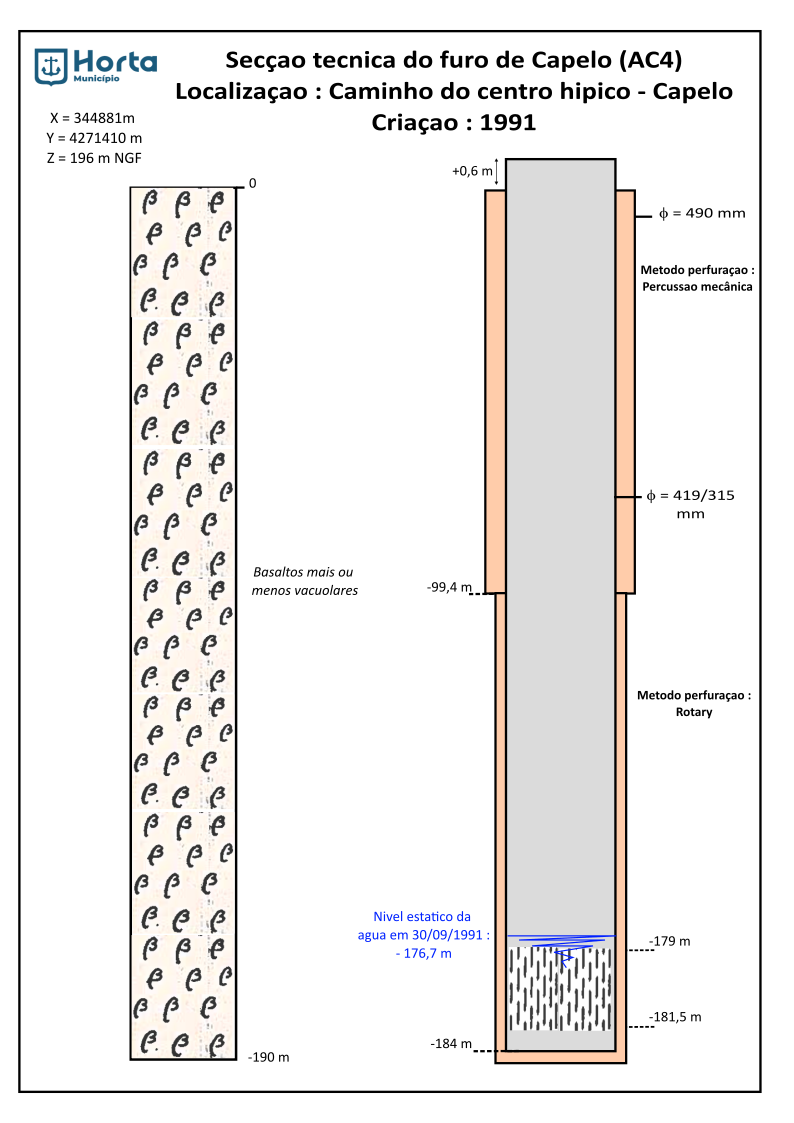 Horta
Município
Secçao tecnica do furo de Capelo (AC4)
Localizaçao : Caminho do centro hipico - Capelo
Criaçao : 1991
X = 344881m
Y = 4271410 m
Z = 196 m NGF
+0,6 m
0
ϕ = 490 mm
Metodo perfuraçao :
Percussao mecânica
ϕ = 419/315
mm
Basaltos mais ou
menos vacuolares
-99,4 m
Metodo perfuraçao :
Rotary
Nivel estatico da
agua em 30/09/1991 :
- 176,7 m
-179 m
-181,5 m
-184 m
-190 m